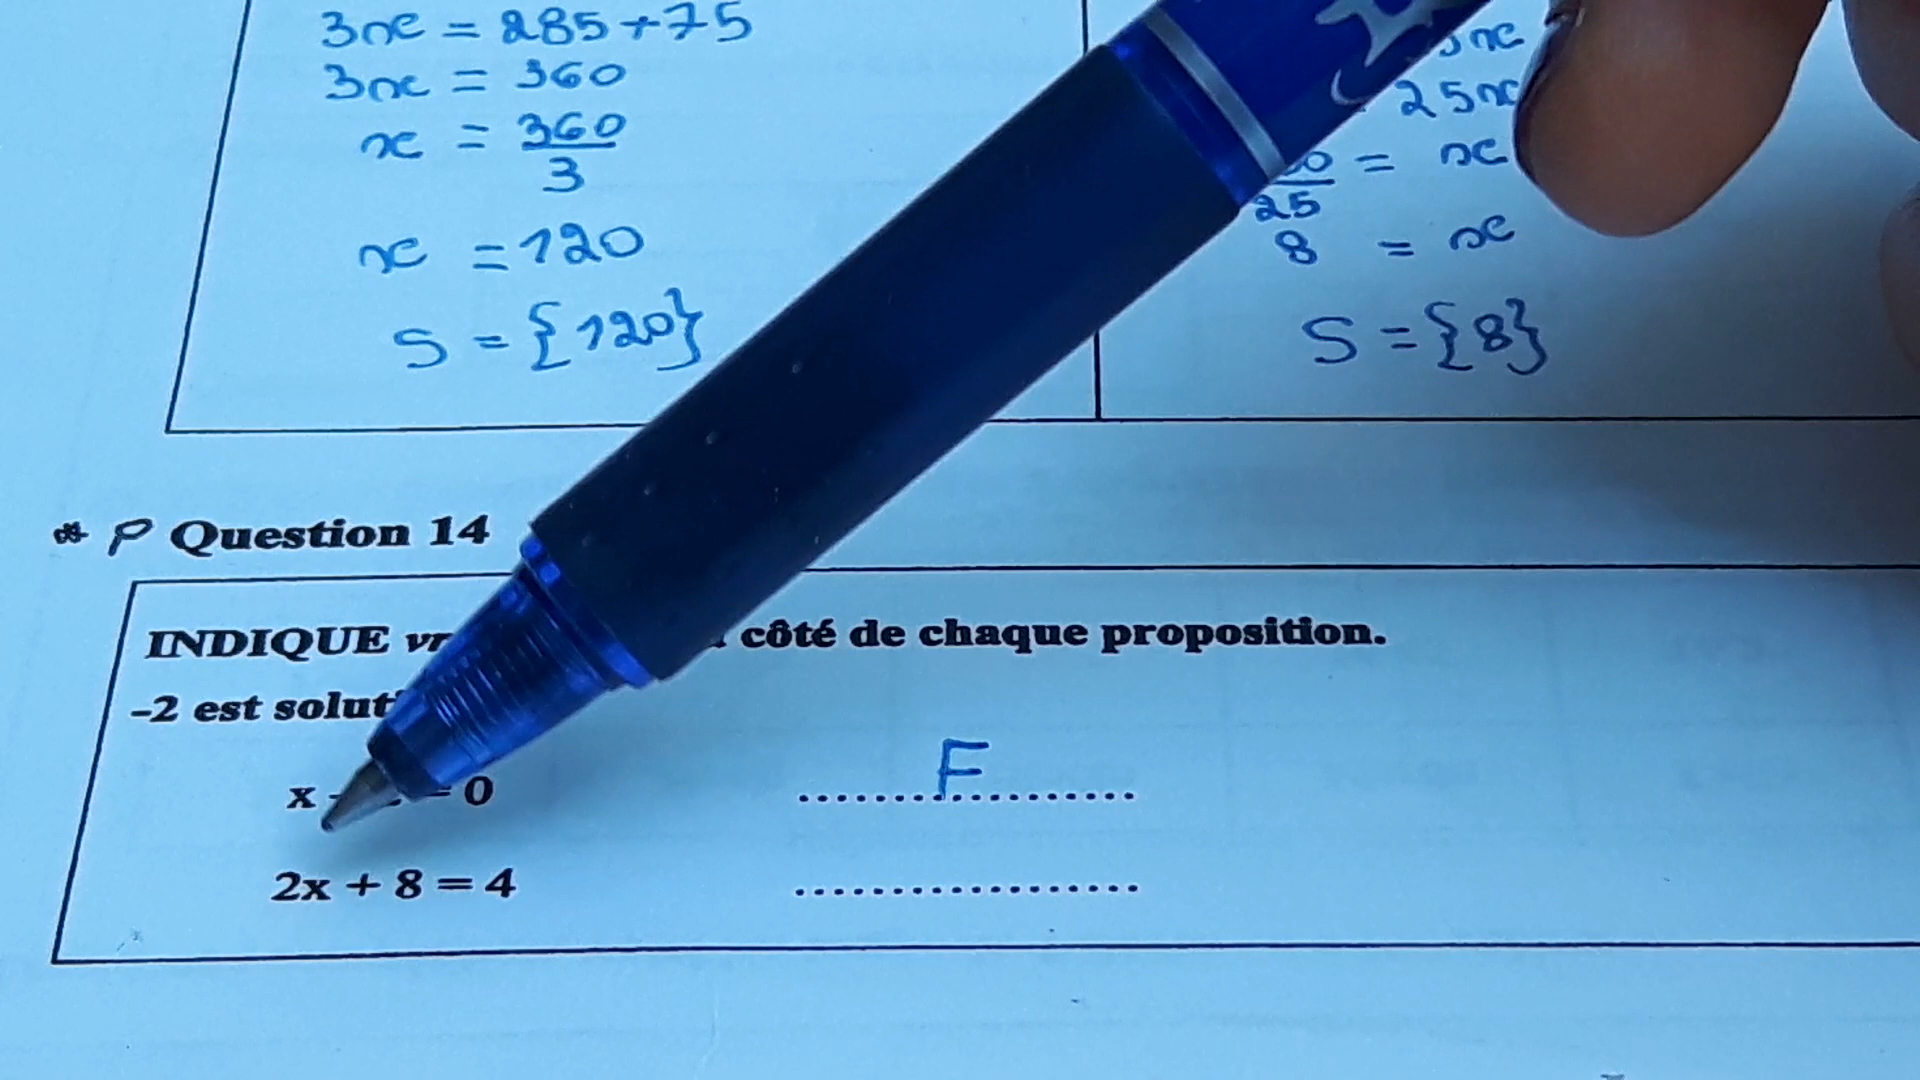 3x = 285 + 75
3x = 360
x = 360/3
x = 120
S = {120}
25x
= x
25
8 = x
S = {8}
Question 14
INDIQUE côté de chaque proposition.
-2 est
x = 0 F
2x + 8 = 4